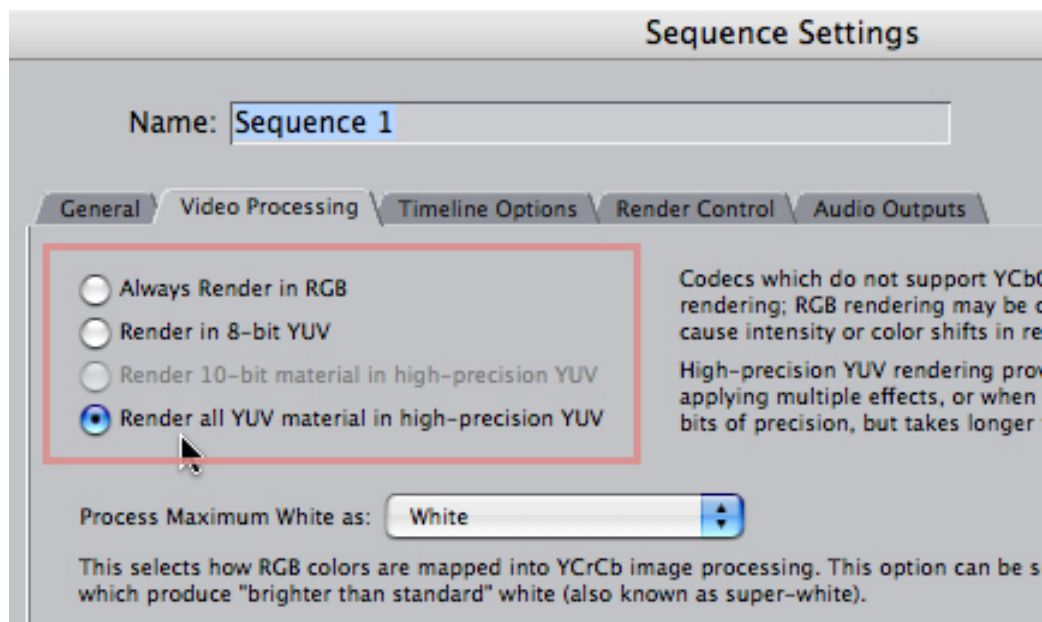 Sequence Settings
Name: Sequence 1
General Video Processing Timeline Options Render Control Audio Outputs
Always Render in RGB
Render in 8-bit YUV
Render 10-bit material in high-precision YUV
Render all YUV material in high-precision YUV
Codecs which do not support
rendering; RGB rendering may be
cause intensity or color shifts in
High-precision YUV rendering
applying multiple effects, or when
bits of precision, but takes longer
Process Maximum White as: White
This selects how RGB colors are mapped into YCrCb image processing. This option can be
which produce "brighter than standard" white (also known as super-white).